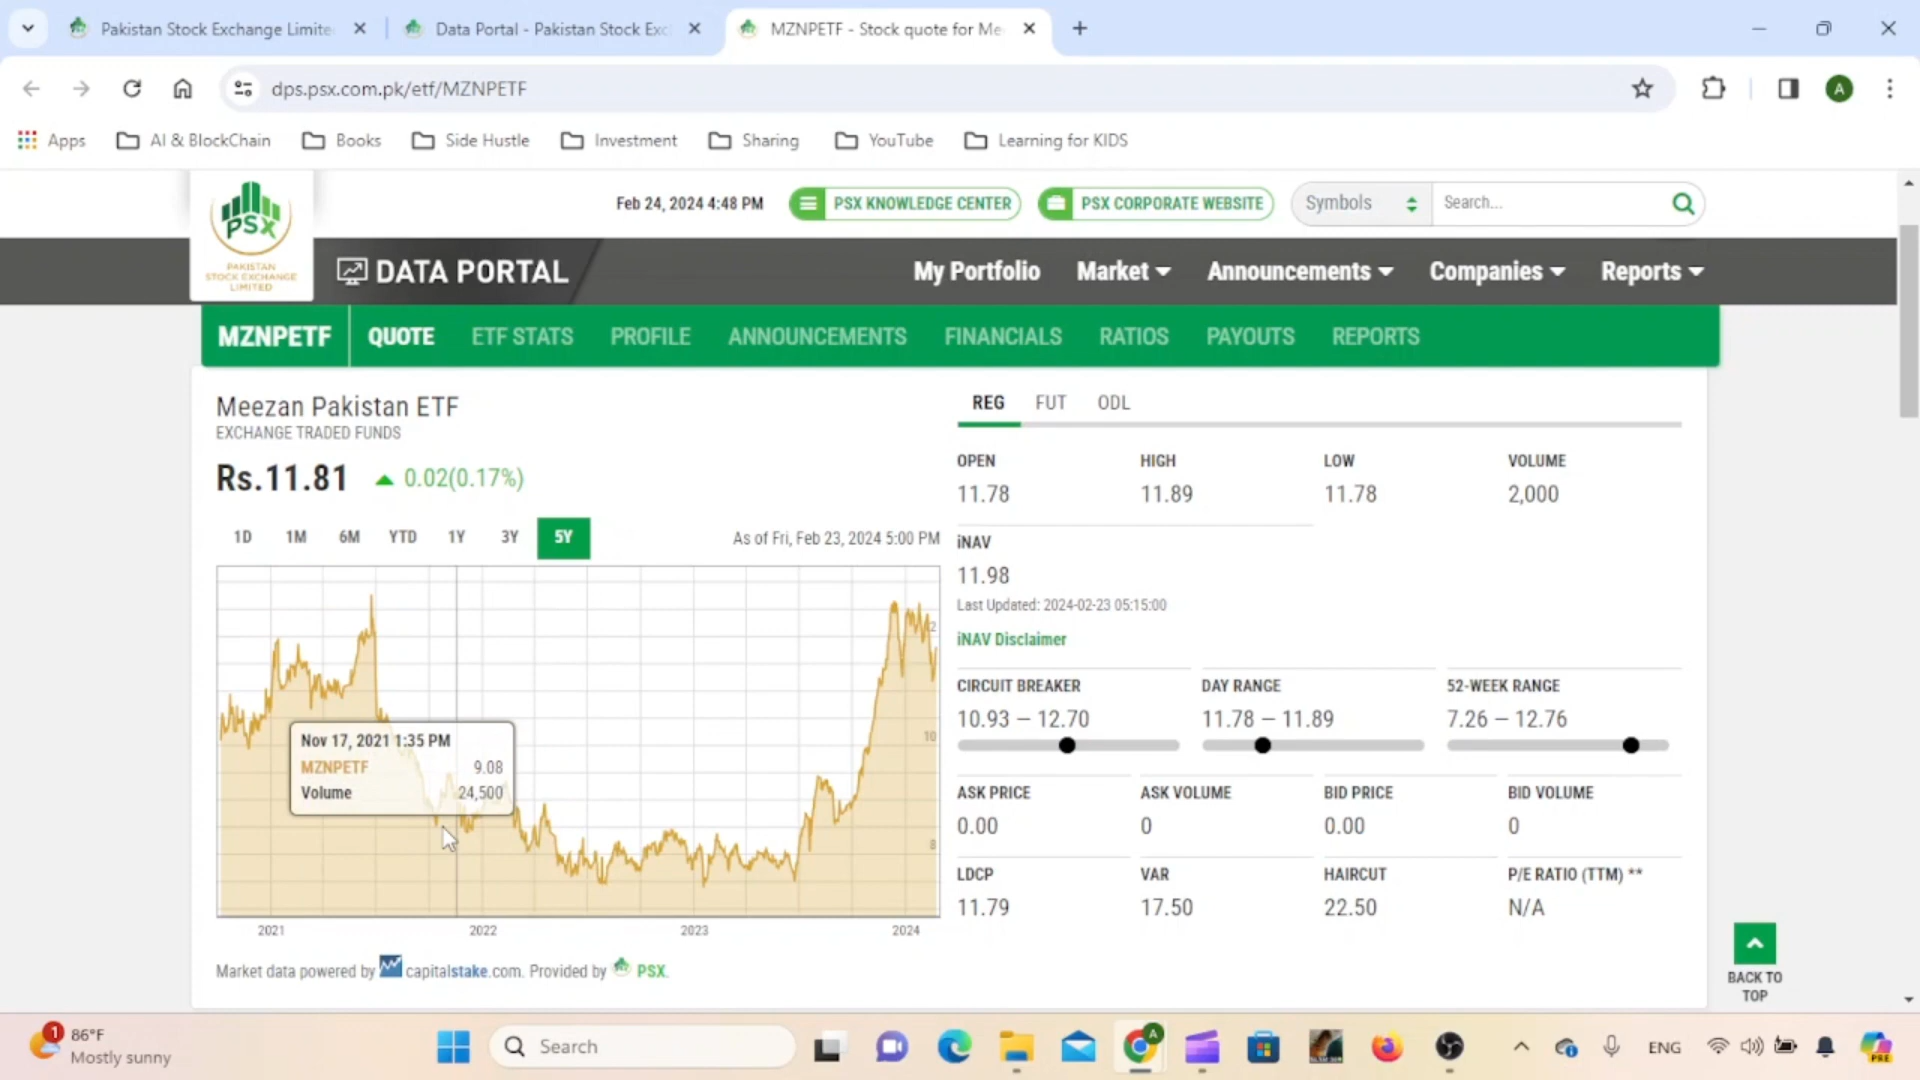 Pakistan Stock Exchange Limite
Data Portal - Pakistan Stock Exc
MZNPETF - Stock quote for Me
dps.psx.com.pk/etf/MZNPETF
A
Apps
AI & BlockChain
Books
Side Hustle
Investment
Sharing
YouTube
Learning for KIDS
PSX
PAKISTAN
STOCK EXCHANGE
LIMITED
Feb 24, 2024 4:48 PM
PSX KNOWLEDGE CENTER
PSX CORPORATE WEBSITE
Symbols
Search...
DATA PORTAL
My Portfolio
Market
Announcements
Companies
Reports
MZNPETF
QUOTE
ETF STATS
PROFILE
ANNOUNCEMENTS
FINANCIALS
RATIOS
PAYOUTS
REPORTS
Meezan Pakistan ETF
EXCHANGE TRADED FUNDS
Rs.11.81
0.02(0.17%)
1D 1M 6M YTD 1Y 3Y 5Y
As of Fri, Feb 23, 2024 5:00 PM
12
10
8
Nov 17, 2021 1:35 PM
MZNPETF 9.08
Volume 24,500
2021 2022 2023 2024
Market data powered by capitalstake.com. Provided by PSX.
REG FUT ODL
OPEN HIGH LOW VOLUME
11.78 11.89 11.78 2,000
iNAV
11.98
Last Updated: 2024-02-23 05:15:00
iNAV Disclaimer
CIRCUIT BREAKER DAY RANGE 52-WEEK RANGE
10.93 — 12.70 11.78 — 11.89 7.26 — 12.76
ASK PRICE ASK VOLUME BID PRICE BID VOLUME
0.00 0 0.00 0
LDCP VAR HAIRCUT P/E RATIO (TTM) **
11.79 17.50 22.50 N/A
BACK TO
TOP
1
86°F
Mostly sunny
Search
A
ENG
PRE